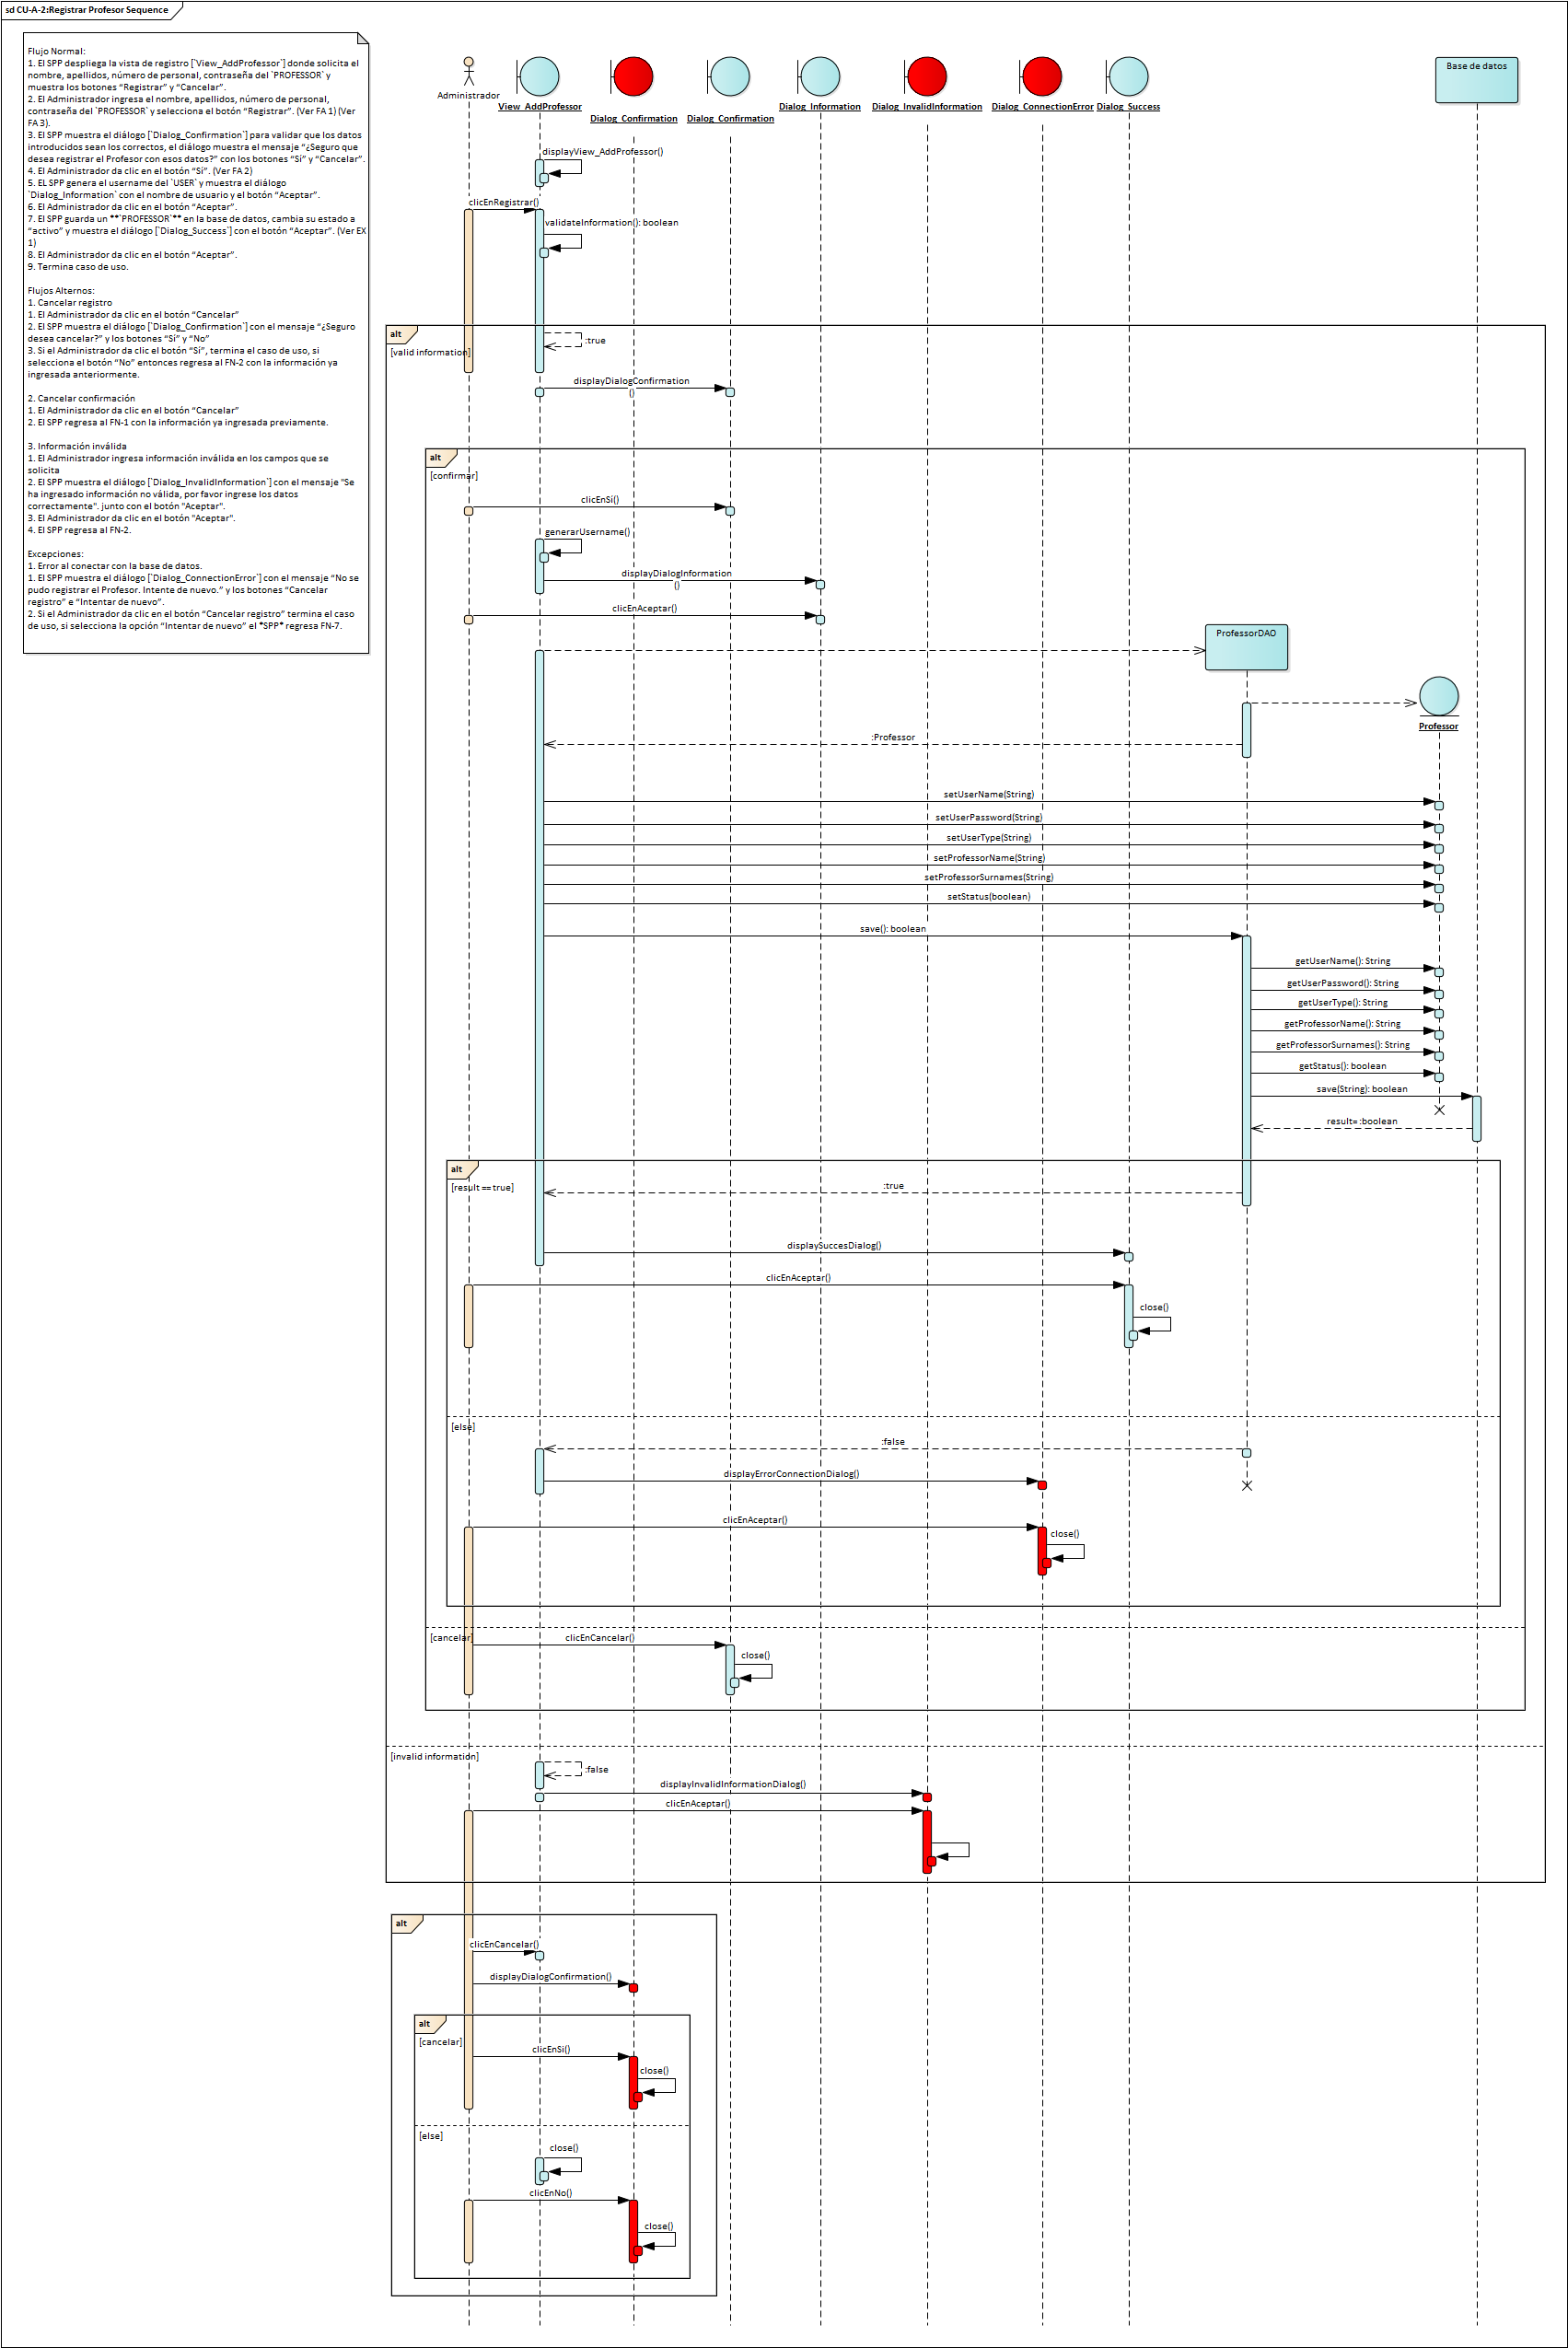 sd CU-A-2:Registrar Profesor Sequence
Flujo Normal:
1. El SPP despliega la vista de registro [`View_AddProfessor`] donde solicita el
nombre, apellidos, número de personal, contraseña del `PROFESSOR` y
muestra los botones “Registrar” y “Cancelar”.
2. El Administrador ingresa el nombre, apellidos, número de personal,
contraseña del `PROFESSOR` y selecciona el botón “Registrar”. (Ver FA 1) (Ver
FA 3).
3. El SPP muestra el diálogo [`Dialog_Confirmation`] para validar que los datos
introducidos sean los correctos, el diálogo muestra el mensaje “¿Seguro que
desea registrar el Profesor con esos datos?” con los botones “Sí” y “Cancelar”.
4. El Administrador da clic en el botón “Sí”. (Ver FA 2)
5. EL SPP genera el username del `USER` y muestra el diálogo
`Dialog_Information` con el nombre de usuario y el botón “Aceptar”.
6. El Administrador da clic en “Aceptar”.
7. El SPP guarda un **`PROFESSOR`** en la base de datos, cambia su estado a
“activo” y muestra el diálogo [`Dialog_Success`] con el botón “Aceptar”. (Ver EX
1)
8. El Administrador da clic en el botón “Aceptar”.
9. Termina caso de uso.
Flujos Alternos:
1. Cancelar registro
1. El Administrador da clic en el botón “Cancelar”
2. El SPP muestra el diálogo [`Dialog_Confirmation`] con el mensaje “¿Seguro
desea cancelar?” y los botones “Sí” y “No”
3. Si el Administrador da clic el botón “Si”, termina el caso de uso, si
selecciona el botón “No” entonces regresa al FN-2 con la información ya
ingresada anteriormente.
2. Cancelar confirmación
1. El Administrador da clic en el botón “Cancelar”
2. El SPP regresa al FN-1 con la información ya ingresada previamente.
3. Información inválida
1. El Administrador ingresa información inválida en los campos que se
solicita
2. El SPP muestra el diálogo [`Dialog_InvalidInformation`] con el mensaje "Se
ha ingresado información no válida, por favor ingrese los datos
correctamente". junto con el botón "Aceptar".
3. El Administrador da clic en el botón "Aceptar".
4. El SPP regresa al FN-2.
Excepciones:
1. Error al conectar con la base de datos.
1. El SPP muestra el diálogo [`Dialog_ConnectionError`] con el mensaje “No se
pudo registrar el Profesor. Intente de nuevo.” y los botones “Cancelar
registro” e “Intentar de nuevo”.
2. Si el Administrador da clic en el botón “Cancelar registro” termina el caso
de uso, si selecciona la opción “Intentar de nuevo” el *SPP* regresa FN-7.
Administrador
View_AddProfessor
Dialog_Confirmation
Dialog_Confirmation
Dialog_Information
Dialog_InvalidInformation
Dialog_ConnectionError
Dialog_Success
Base de datos
displayView_AddProfessor()
clicEnRegistrar()
validateInformation(): boolean
alt
[valid information]
:true
displayDialogConfirmation
()
alt
[confirmar]
clicEnSi()
generarUsername()
displayDialogInformation
()
clicEnAceptar()
ProfessorDAO
Professor
:Professor
setUserName(String)
setUserPassword(String)
setUserType(String)
setProfessorName(String)
setProfessorSurnames(String)
setStatus(boolean)
save(): boolean
getUserName(): String
getUserPassword(): String
getUserType(): String
getProfessorName(): String
getProfessorSurnames(): String
getStatus(): boolean
save(String): boolean
result= :boolean
alt
[result == true]
:true
displaySuccesDialog()
clicEnAceptar()
close()
[else]
:false
displayErrorConnectionDialog()
clicEnAceptar()
close()
[cancelar]
clicEnCancelar()
close()
[invalid information]
:false
displayInvalidInformationDialog()
clicEnAceptar()
alt
clicEnCancelar()
displayDialogConfirmation()
alt
[cancelar]
clicEnSi()
close()
[else]
close()
clicEnNo()
close()